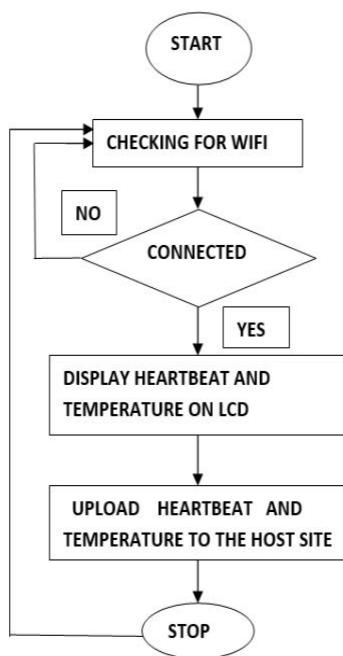 START
CHECKING FOR WIFI
NO
CONNECTED
YES
DISPLAY HEARTBEAT AND
TEMPERATURE ON LCD
UPLOAD HEARTBEAT AND
TEMPERATURE TO THE HOST SITE
STOP